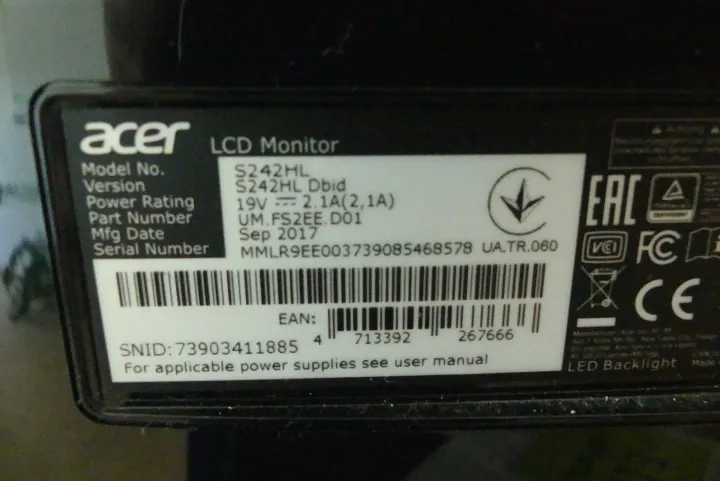 acer LCD Monitor
Model No. S242HL
Version S242HL Dbid
Power Rating 19V ⎓ 2.1A(2,1A)
Part Number UM.FS2EE.D01
Mfg Date Sep 2017
Serial Number MMLR9EE003739085468578 UA.TR.060
EAC
VCCI
FC
CE
EAN:
4 713392 267666
SNID:73903411885
For applicable power supplies see user manual
LED Backlight
Made